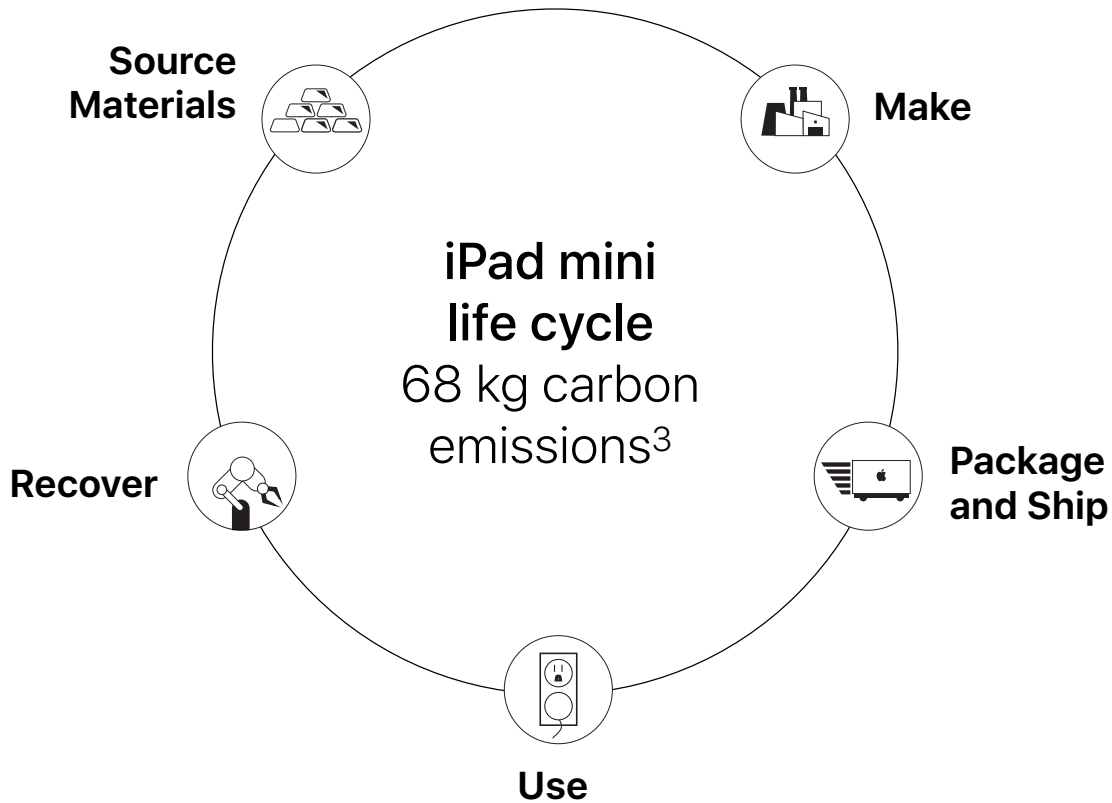 Source
Materials
Make
iPad mini
life cycle
68 kg carbon
emissions³
Recover
Package
and Ship
Use